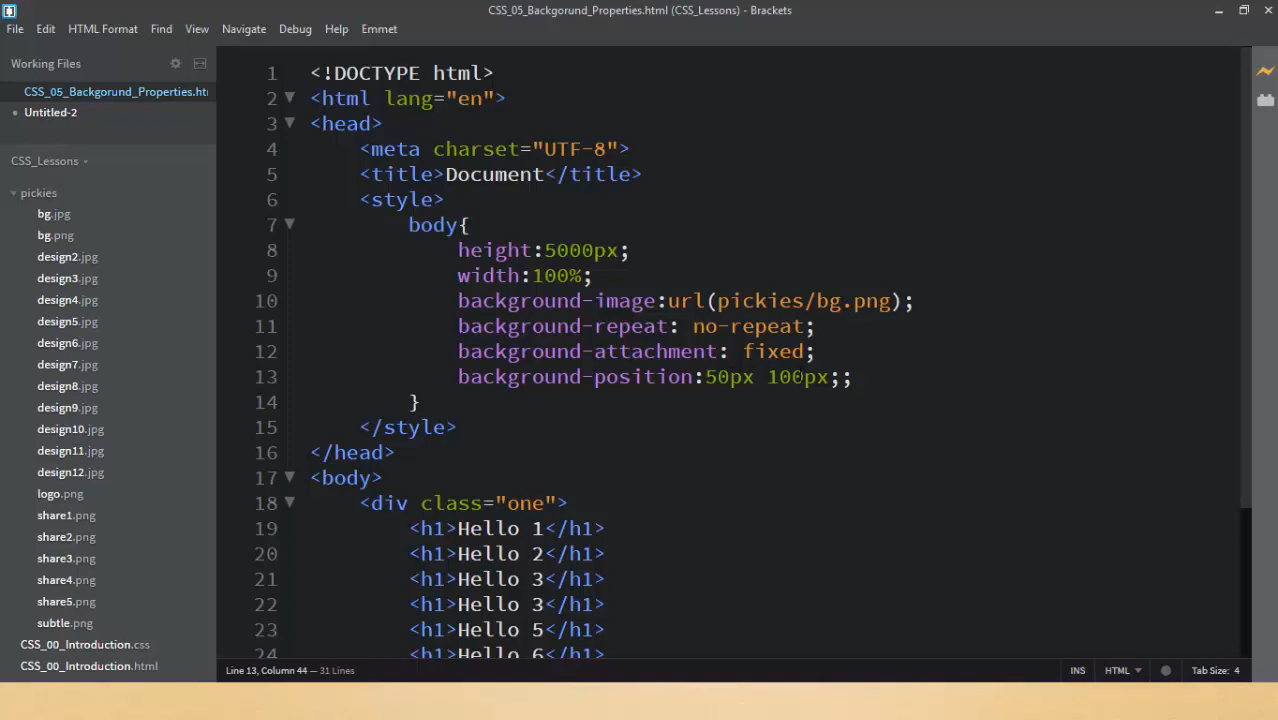 CSS_05_Backgorund_Properties.html (CSS_Lessons) - Brackets
File Edit HTML Format Find View Navigate Debug Help Emmet
Working Files
CSS_05_Backgorund_Properties.ht
Untitled-2
CSS_Lessons
pickies
bg.jpg
bg.png
design2.jpg
design3.jpg
design4.jpg
design5.jpg
design6.jpg
design7.jpg
design8.jpg
design9.jpg
design10.jpg
design11.jpg
design12.jpg
logo.png
share1.png
share2.png
share3.png
share4.png
share5.png
subtle.png
CSS_00_Introduction.css
CSS_00_Introduction.html
1 <!DOCTYPE html>
2 <html lang="en">
3 <head>
4 <meta charset="UTF-8">
5 <title>Document</title>
6 <style>
7 body{
8 height:5000px;
9 width:100%;
10 background-image:url(pickies/bg.png);
11 background-repeat: no-repeat;
12 background-attachment: fixed;
13 background-position:50px 100px;;
14 }
15 </style>
16 </head>
17 <body>
18 <div class="one">
19 <h1>Hello 1</h1>
20 <h1>Hello 2</h1>
21 <h1>Hello 3</h1>
22 <h1>Hello 3</h1>
23 <h1>Hello 5</h1>
24 <h1>Hello 6</h1>
Line 13, Column 44 — 31 Lines
INS HTML Tab Size: 4